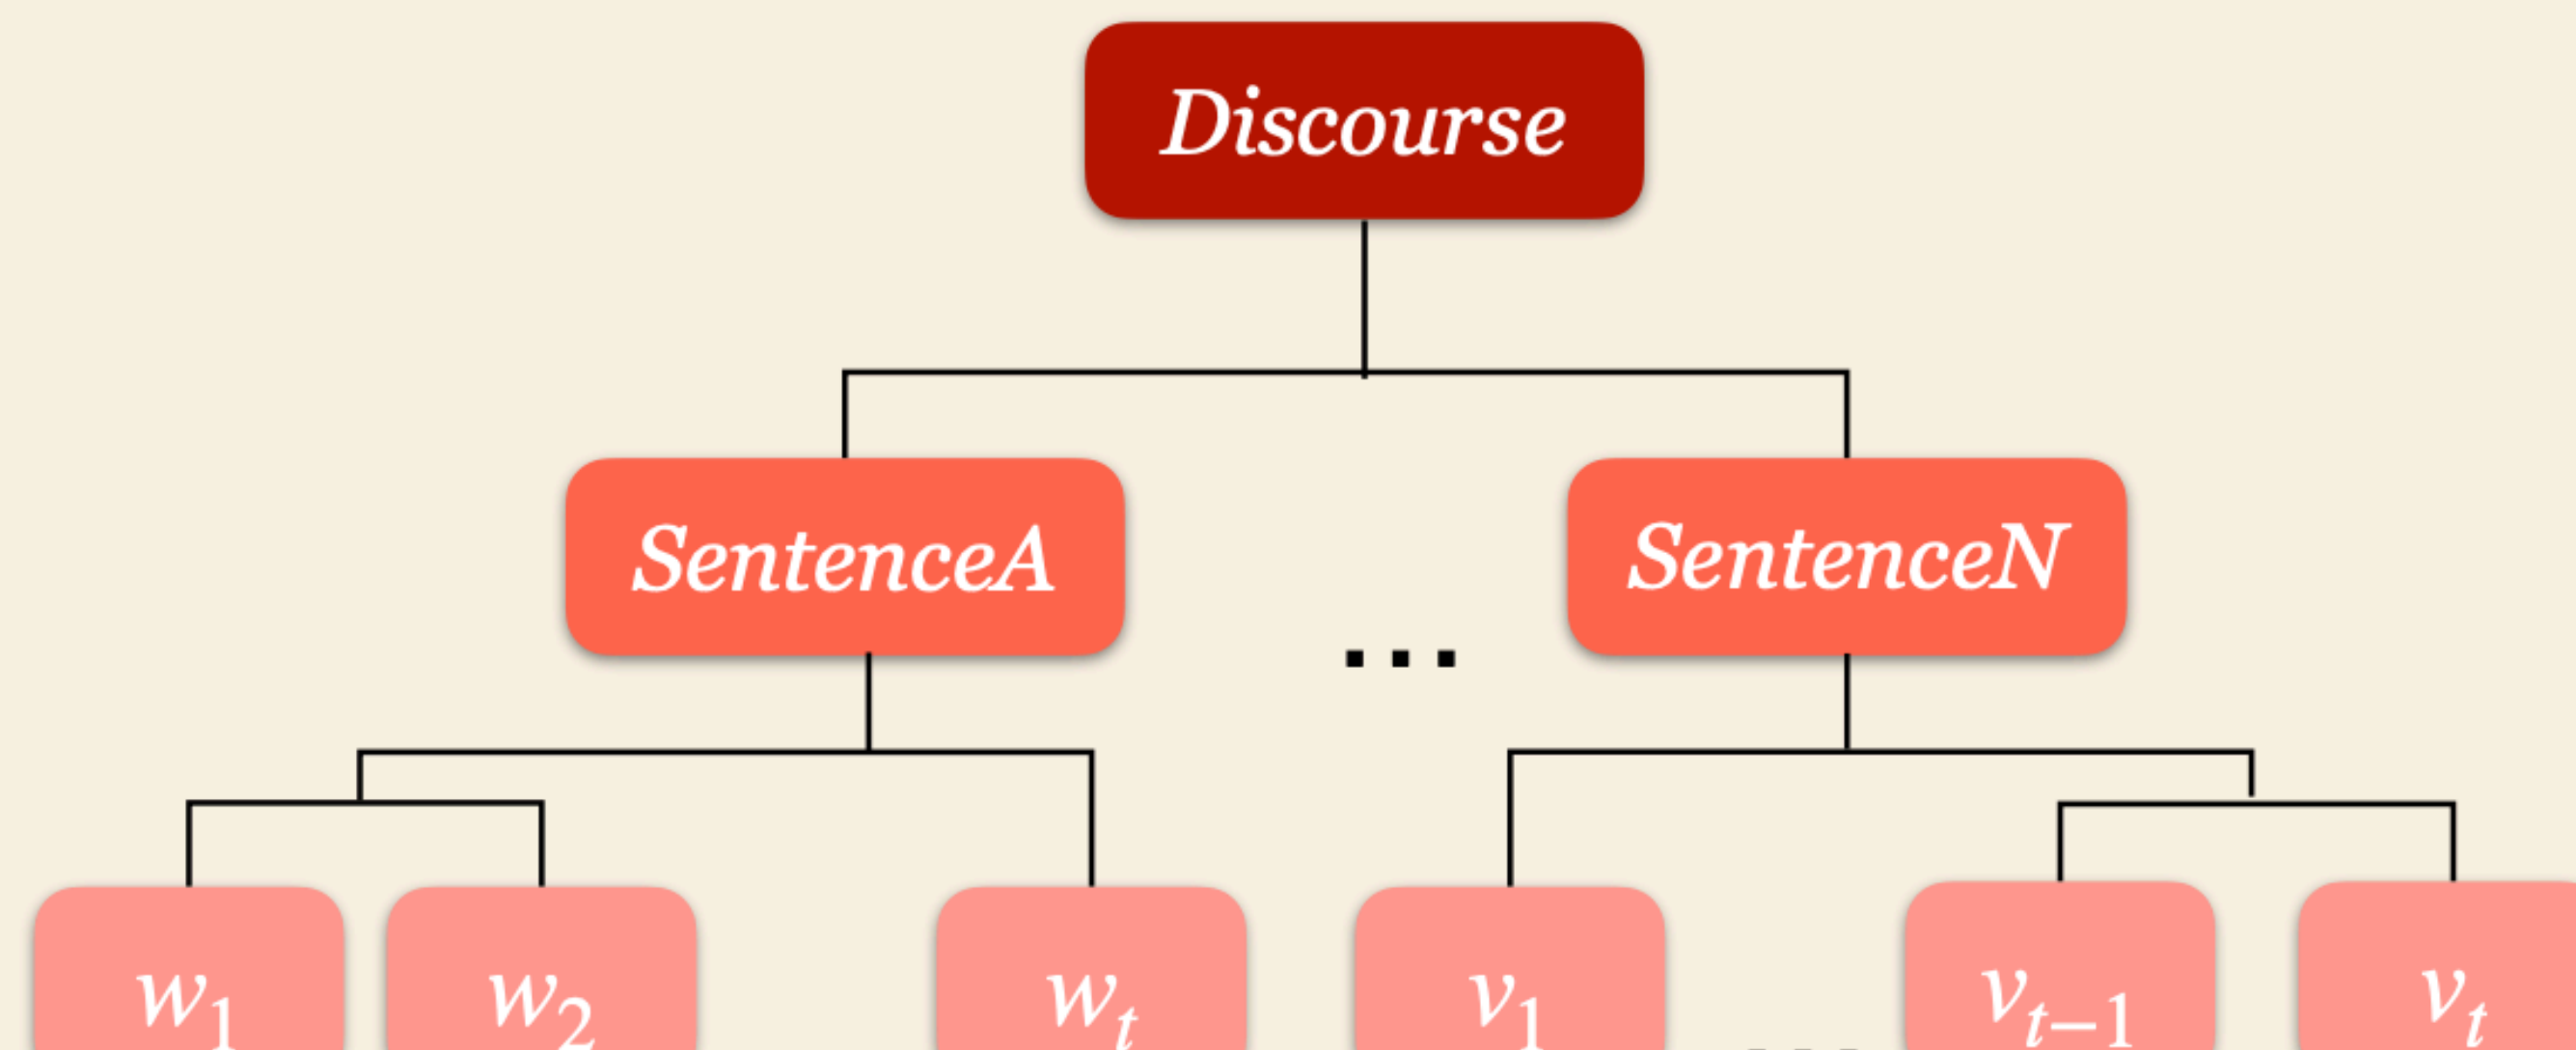 Discourse
SentenceA
SentenceN
...
w₁ w₂ wₜ v₁ ... vₜ₋₁ vₜ